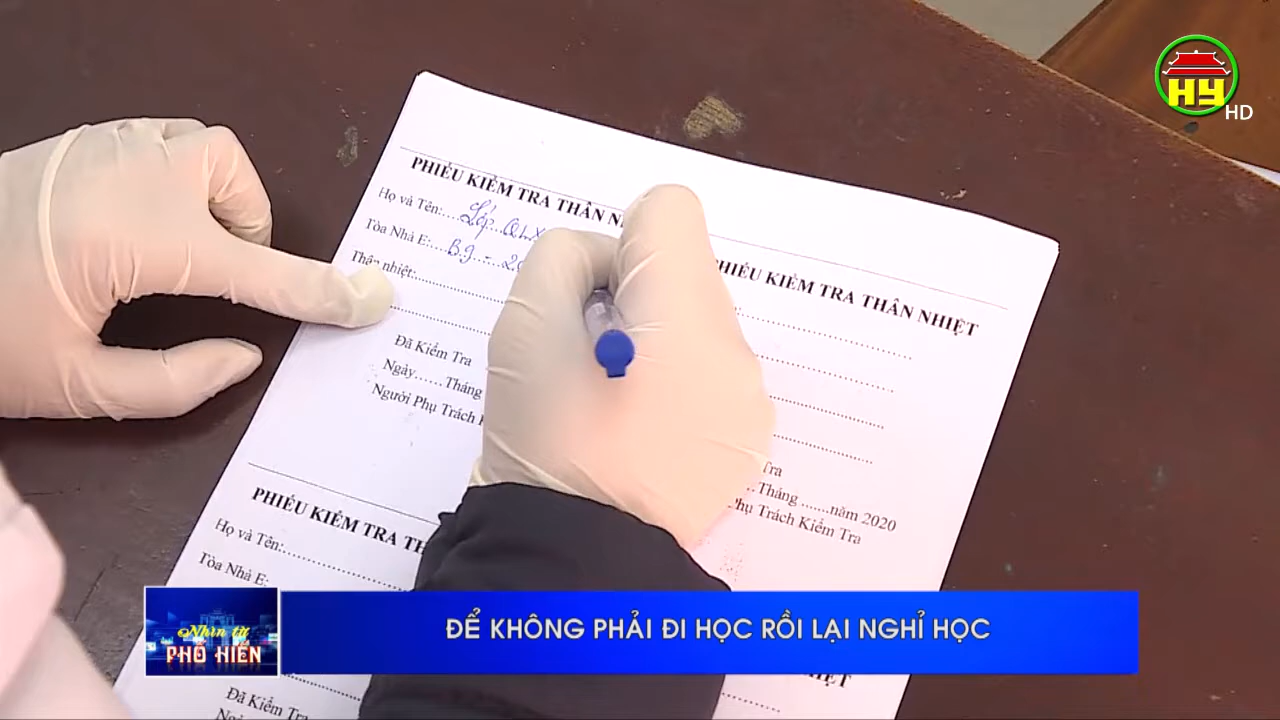 HY
HD
PHIẾU KIỂM TRA THÂN
Họ và Tên:....Lớp
Tòa Nhà E:....
Thân nhiệt:
Đã Kiểm Tra
Ngày.......Tháng
Người Phụ Trách
PHIẾU KIỂM TRA THÂN NHIỆT
Tra
Tháng .......năm 2020
Phụ Trách Kiểm Tra
PHIẾU KIỂM TRA
Họ và Tên:
Tòa Nhà E:
Đã Kiểm Tra
Nhìn từ
PHỐ HIẾN
ĐỂ KHÔNG PHẢI ĐI HỌC RỒI LẠI NGHỈ HỌC